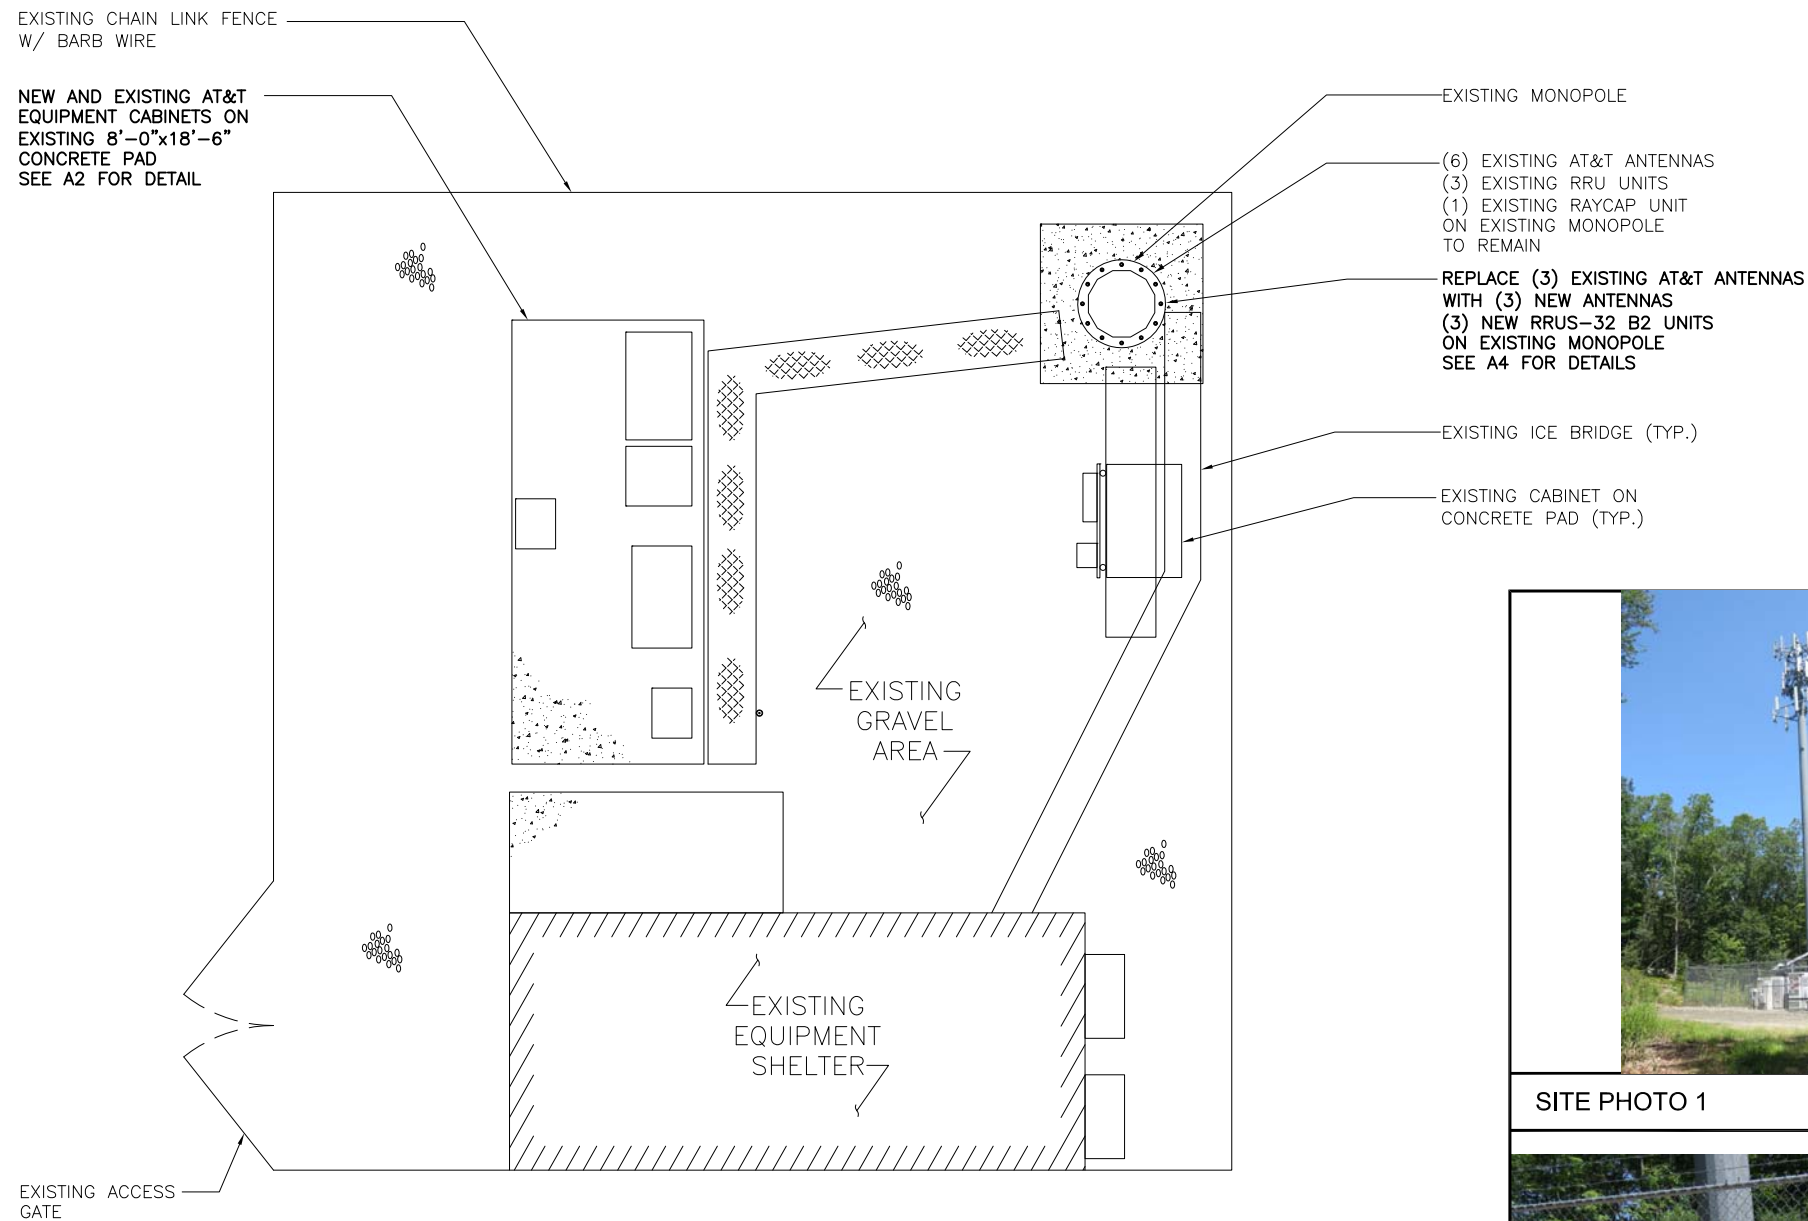 EXISTING CHAIN LINK FENCE
W/ BARB WIRE
NEW AND EXISTING AT&T
EQUIPMENT CABINETS ON
EXISTING 8'-0"x18'-6"
CONCRETE PAD
SEE A2 FOR DETAIL
EXISTING MONOPOLE
(6) EXISTING AT&T ANTENNAS
(3) EXISTING RRU UNITS
(1) EXISTING RAYCAP UNIT
ON EXISTING MONOPOLE
TO REMAIN
REPLACE (3) EXISTING AT&T ANTENNAS
WITH (3) NEW ANTENNAS
(3) NEW RRUS-32 B2 UNITS
ON EXISTING MONOPOLE
SEE A4 FOR DETAILS
EXISTING ICE BRIDGE (TYP.)
EXISTING CABINET ON
CONCRETE PAD (TYP.)
EXISTING
GRAVEL
AREA
EXISTING
EQUIPMENT
SHELTER
SITE PHOTO 1
EXISTING ACCESS
GATE